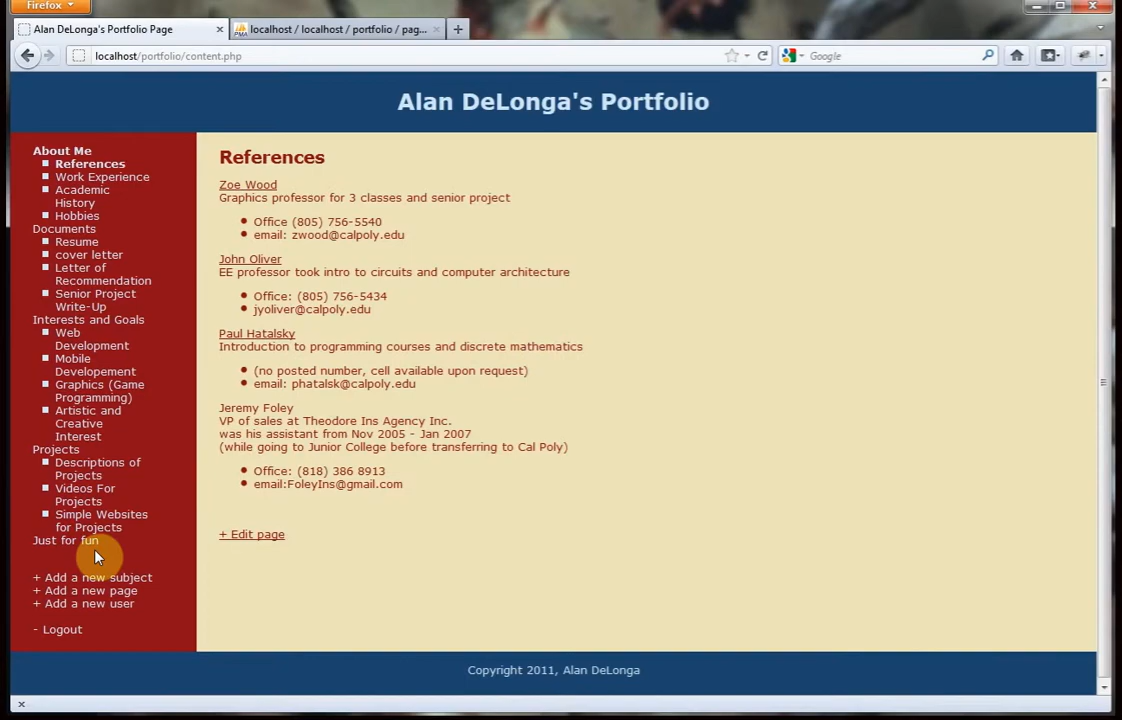 Firefox
Alan DeLonga's Portfolio Page
localhost / localhost / portfolio / pag...
localhost/portfolio/content.php
Google
Alan DeLonga's Portfolio
About Me
References
Work Experience
Academic
History
Hobbies
Documents
Resume
cover letter
Letter of
Recommendation
Senior Project
Write-Up
Interests and Goals
Web
Development
Mobile
Developement
Graphics (Game
Programming)
Artistic and
Creative
Interest
Projects
Descriptions of
Projects
Videos For
Projects
Simple Websites
for Projects
Just for fun
+ Add a new subject
+ Add a new page
+ Add a new user
- Logout
References
Zoe Wood
Graphics professor for 3 classes and senior project
Office (805) 756-5540
email: zwood@calpoly.edu
John Oliver
EE professor took intro to circuits and computer architecture
Office: (805) 756-5434
jyoliver@calpoly.edu
Paul Hatalsky
Introduction to programming courses and discrete mathematics
(no posted number, cell available upon request)
email: phatalsk@calpoly.edu
Jeremy Foley
VP of sales at Theodore Ins Agency Inc.
was his assistant from Nov 2005 - Jan 2007
(while going to Junior College before transferring to Cal Poly)
Office: (818) 386 8913
email:FoleyIns@gmail.com
+ Edit page
Copyright 2011, Alan DeLonga